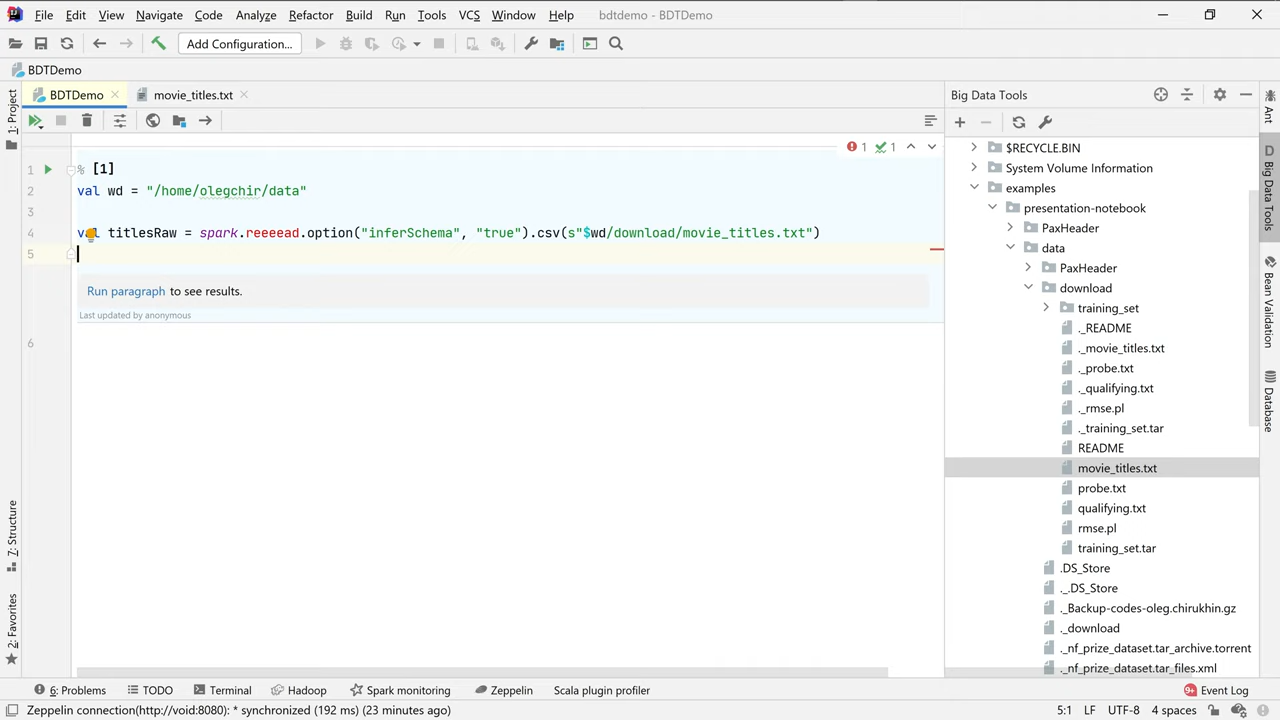 File Edit View Navigate Code Analyze Refactor Build Run Tools VCS Window Help bdtdemo - BDTDemo
Add Configuration...
BDTDemo
BDTDemo movie_titles.txt Big Data Tools
1 % [1]
2 val wd = "/home/olegchir/data"
3
4 val titlesRaw = spark.reeeead.option("inferSchema", "true").csv(s"$wd/download/movie_titles.txt")
5
Run paragraph to see results.
Last updated by anonymous
6
1 1
$RECYCLE.BIN
System Volume Information
examples
presentation-notebook
PaxHeader
data
PaxHeader
download
training_set
._README
._movie_titles.txt
._probe.txt
._qualifying.txt
._rmse.pl
._training_set.tar
README
movie_titles.txt
probe.txt
qualifying.txt
rmse.pl
training_set.tar
.DS_Store
._.DS_Store
._Backup-codes-oleg.chirukhin.gz
._download
._nf_prize_dataset.tar_archive.torrent
._nf_prize_dataset.tar_files.xml
1: Project
7: Structure
2: Favorites
Ant
D
Big Data Tools
Bean Validation
Database
6: Problems TODO Terminal Hadoop Spark monitoring Zeppelin Scala plugin profiler 9+ Event Log
Zeppelin connection(http://void:8080): * synchronized (192 ms) (23 minutes ago) 5:1 LF UTF-8 4 spaces